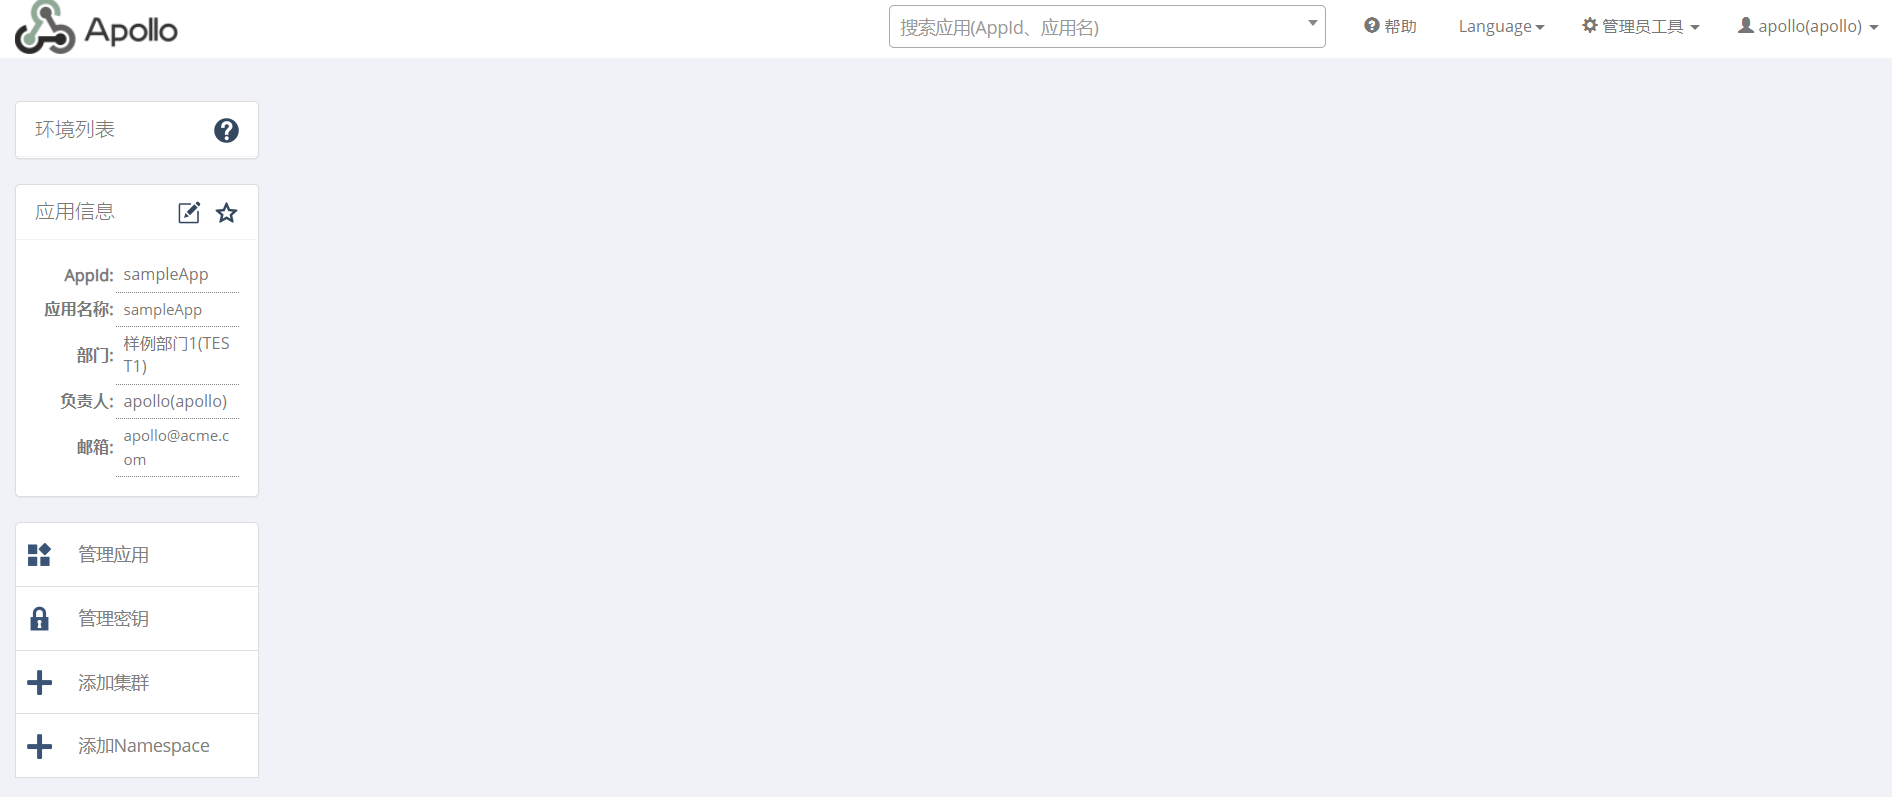 Apollo
搜索应用(AppId、应用名)
帮助
Language
管理员工具
apollo(apollo)
环境列表
应用信息
AppId: sampleApp
应用名称: sampleApp
部门: 样例部门1(TES
T1)
负责人: apollo(apollo)
邮箱: apollo@acme.c
om
管理应用
管理密钥
添加集群
添加Namespace